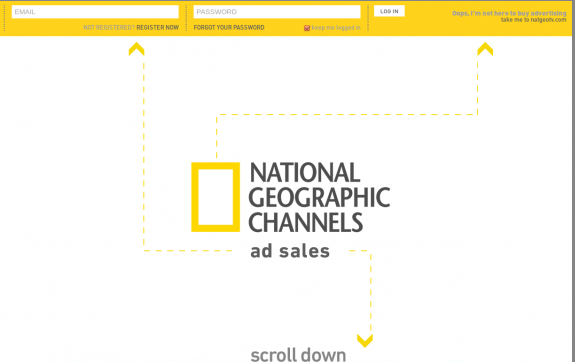 EMAIL
PASSWORD
LOG IN
Oops, I'm not here to buy advertising
take me to natgeotv.com
NOT REGISTERED? REGISTER NOW
FORGOT YOUR PASSWORD
Keep me logged in
NATIONAL
GEOGRAPHIC
CHANNELS
ad sales
scroll down